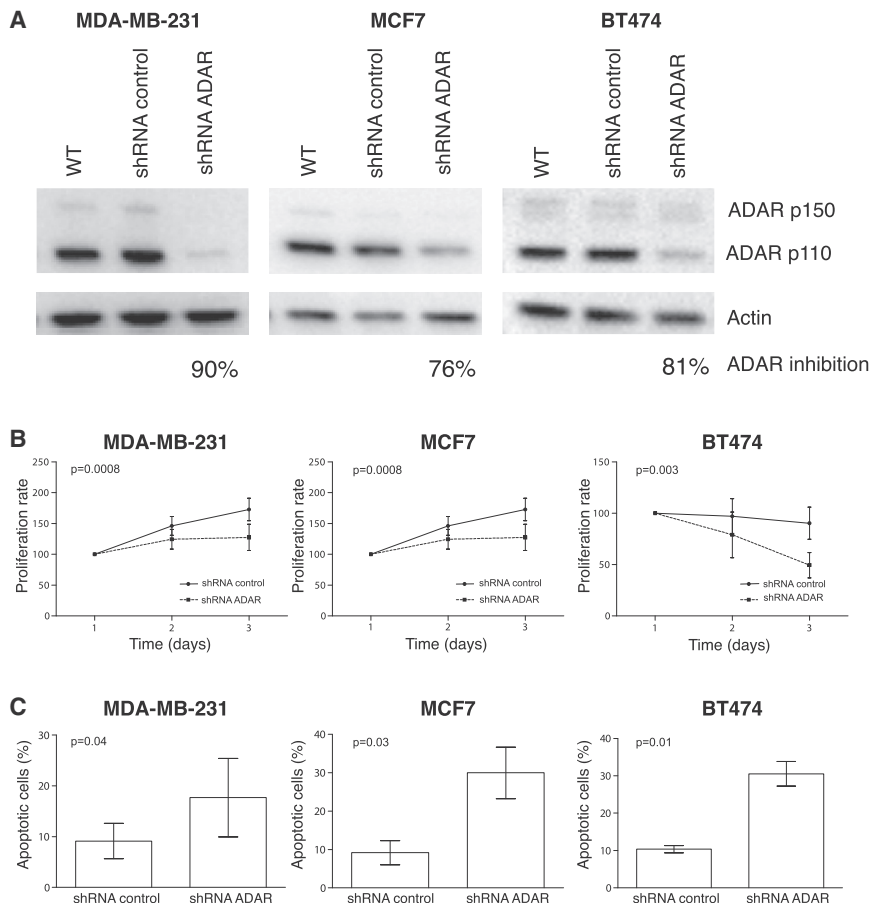 A
MDA-MB-231 MCF7 BT474
WT shRNA control shRNA ADAR WT shRNA control shRNA ADAR WT shRNA control shRNA ADAR
ADAR p150
ADAR p110
Actin
90% 76% 81% ADAR inhibition
B
MDA-MB-231
Proliferation rate
250
200
150
100
50
0
p=0.0008
shRNA control
shRNA ADAR
1 2 3
Time (days)
MCF7
Proliferation rate
250
200
150
100
50
0
p=0.0008
shRNA control
shRNA ADAR
1 2 3
Time (days)
BT474
Proliferation rate
150
100
50
0
p=0.003
shRNA control
shRNA ADAR
1 2 3
Time (days)
C
MDA-MB-231
Apoptotic cells (%)
30
20
10
0
p=0.04
shRNA control shRNA ADAR
MCF7
Apoptotic cells (%)
40
30
20
10
0
p=0.03
shRNA control shRNA ADAR
BT474
Apoptotic cells (%)
40
30
20
10
0
p=0.01
shRNA control shRNA ADAR